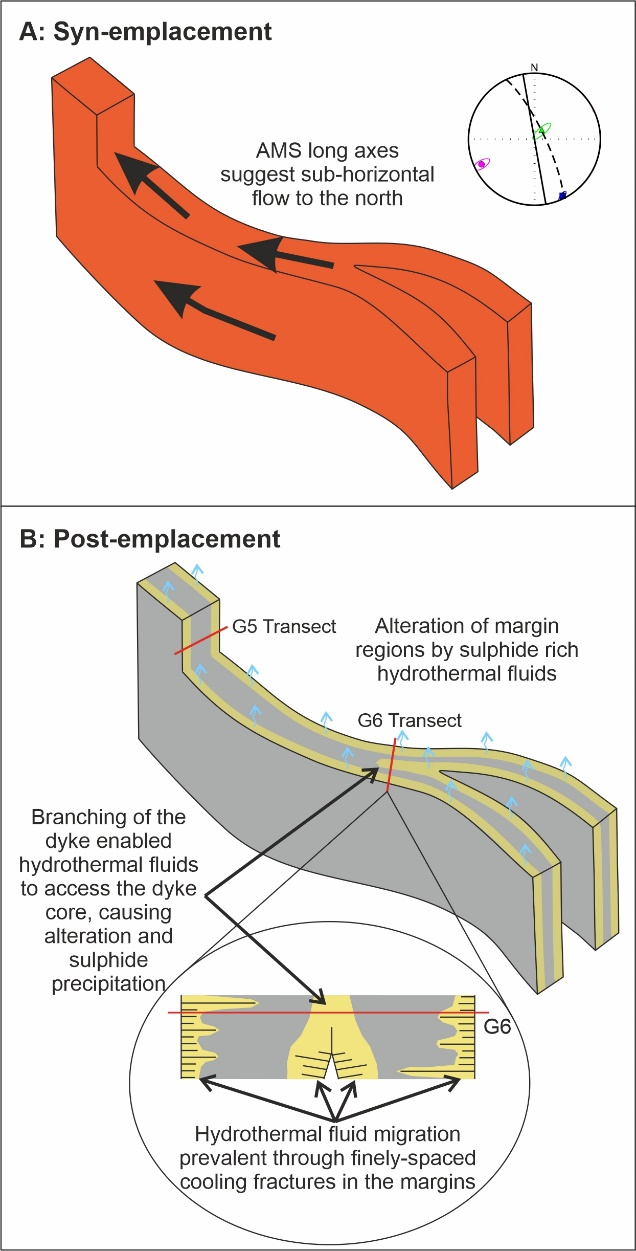 A: Syn-emplacement
N
AMS long axes
suggest sub-horizontal
flow to the north
B: Post-emplacement
G5 Transect
Alteration of margin
regions by sulphide rich
hydrothermal fluids
G6 Transect
Branching of the
dyke enabled
hydrothermal fluids
to access the dyke
core, causing
alteration and
sulphide
precipitation
G6
Hydrothermal fluid migration
prevalent through finely-spaced
cooling fractures in the margins